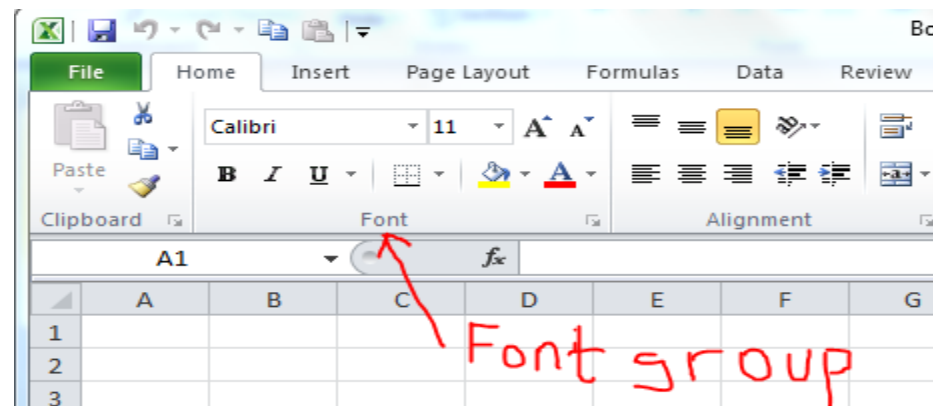 Bo
File Home Insert Page Layout Formulas Data Review
Calibri 11 A A
Paste B I U A a
Clipboard Font Alignment
A1 fx
A B C D E F G
1
2 Font group
3